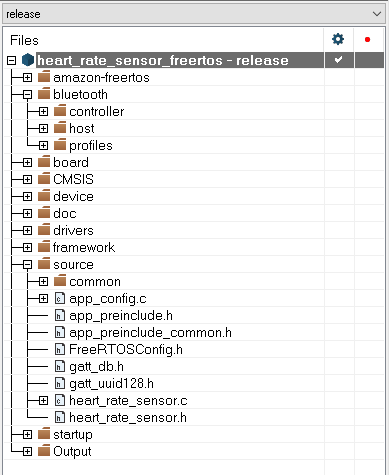 release
Files
heart_rate_sensor_freertos - release
amazon-freertos
bluetooth
controller
host
profiles
board
CMSIS
device
doc
drivers
framework
source
common
app_config.c
app_preinclude.h
app_preinclude_common.h
FreeRTOSConfig.h
gatt_db.h
gatt_uuid128.h
heart_rate_sensor.c
heart_rate_sensor.h
startup
Output